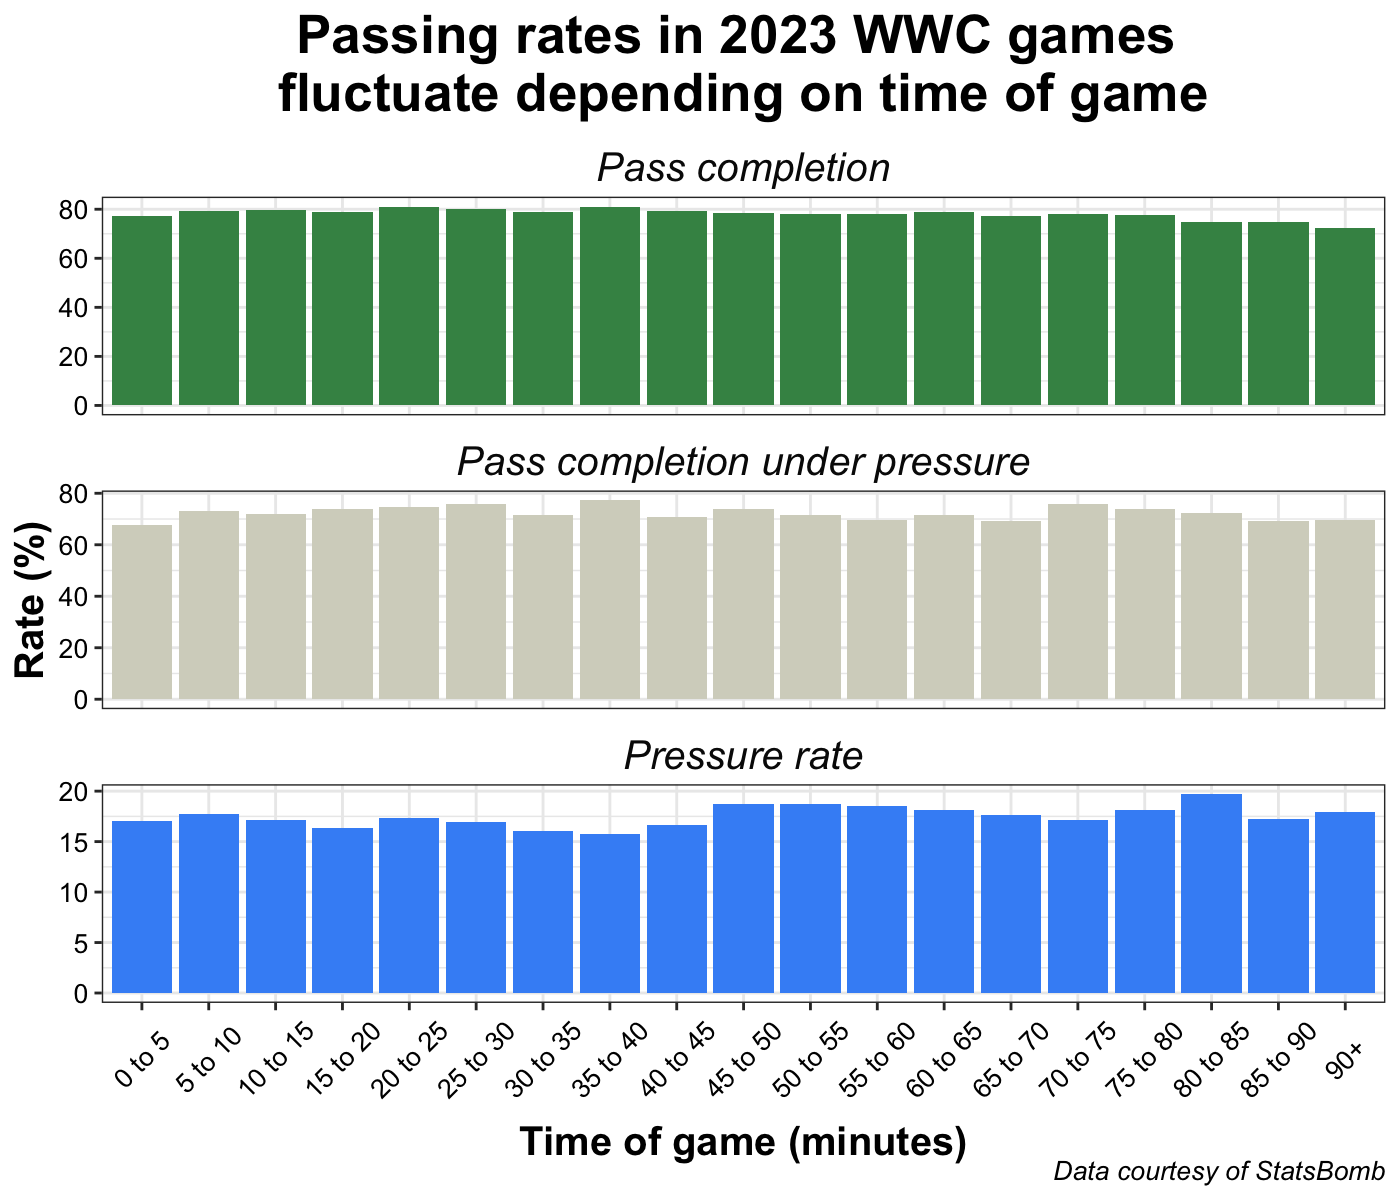 Passing rates in 2023 WWC games
fluctuate depending on time of game
Pass completion
80
60
40
20
0
Pass completion under pressure
80
60
40
20
0
Rate (%)
Pressure rate
20
15
10
5
0
0 to 5
5 to 10
10 to 15
15 to 20
20 to 25
25 to 30
30 to 35
35 to 40
40 to 45
45 to 50
50 to 55
55 to 60
60 to 65
65 to 70
70 to 75
75 to 80
80 to 85
85 to 90
90+
Time of game (minutes)
Data courtesy of StatsBomb